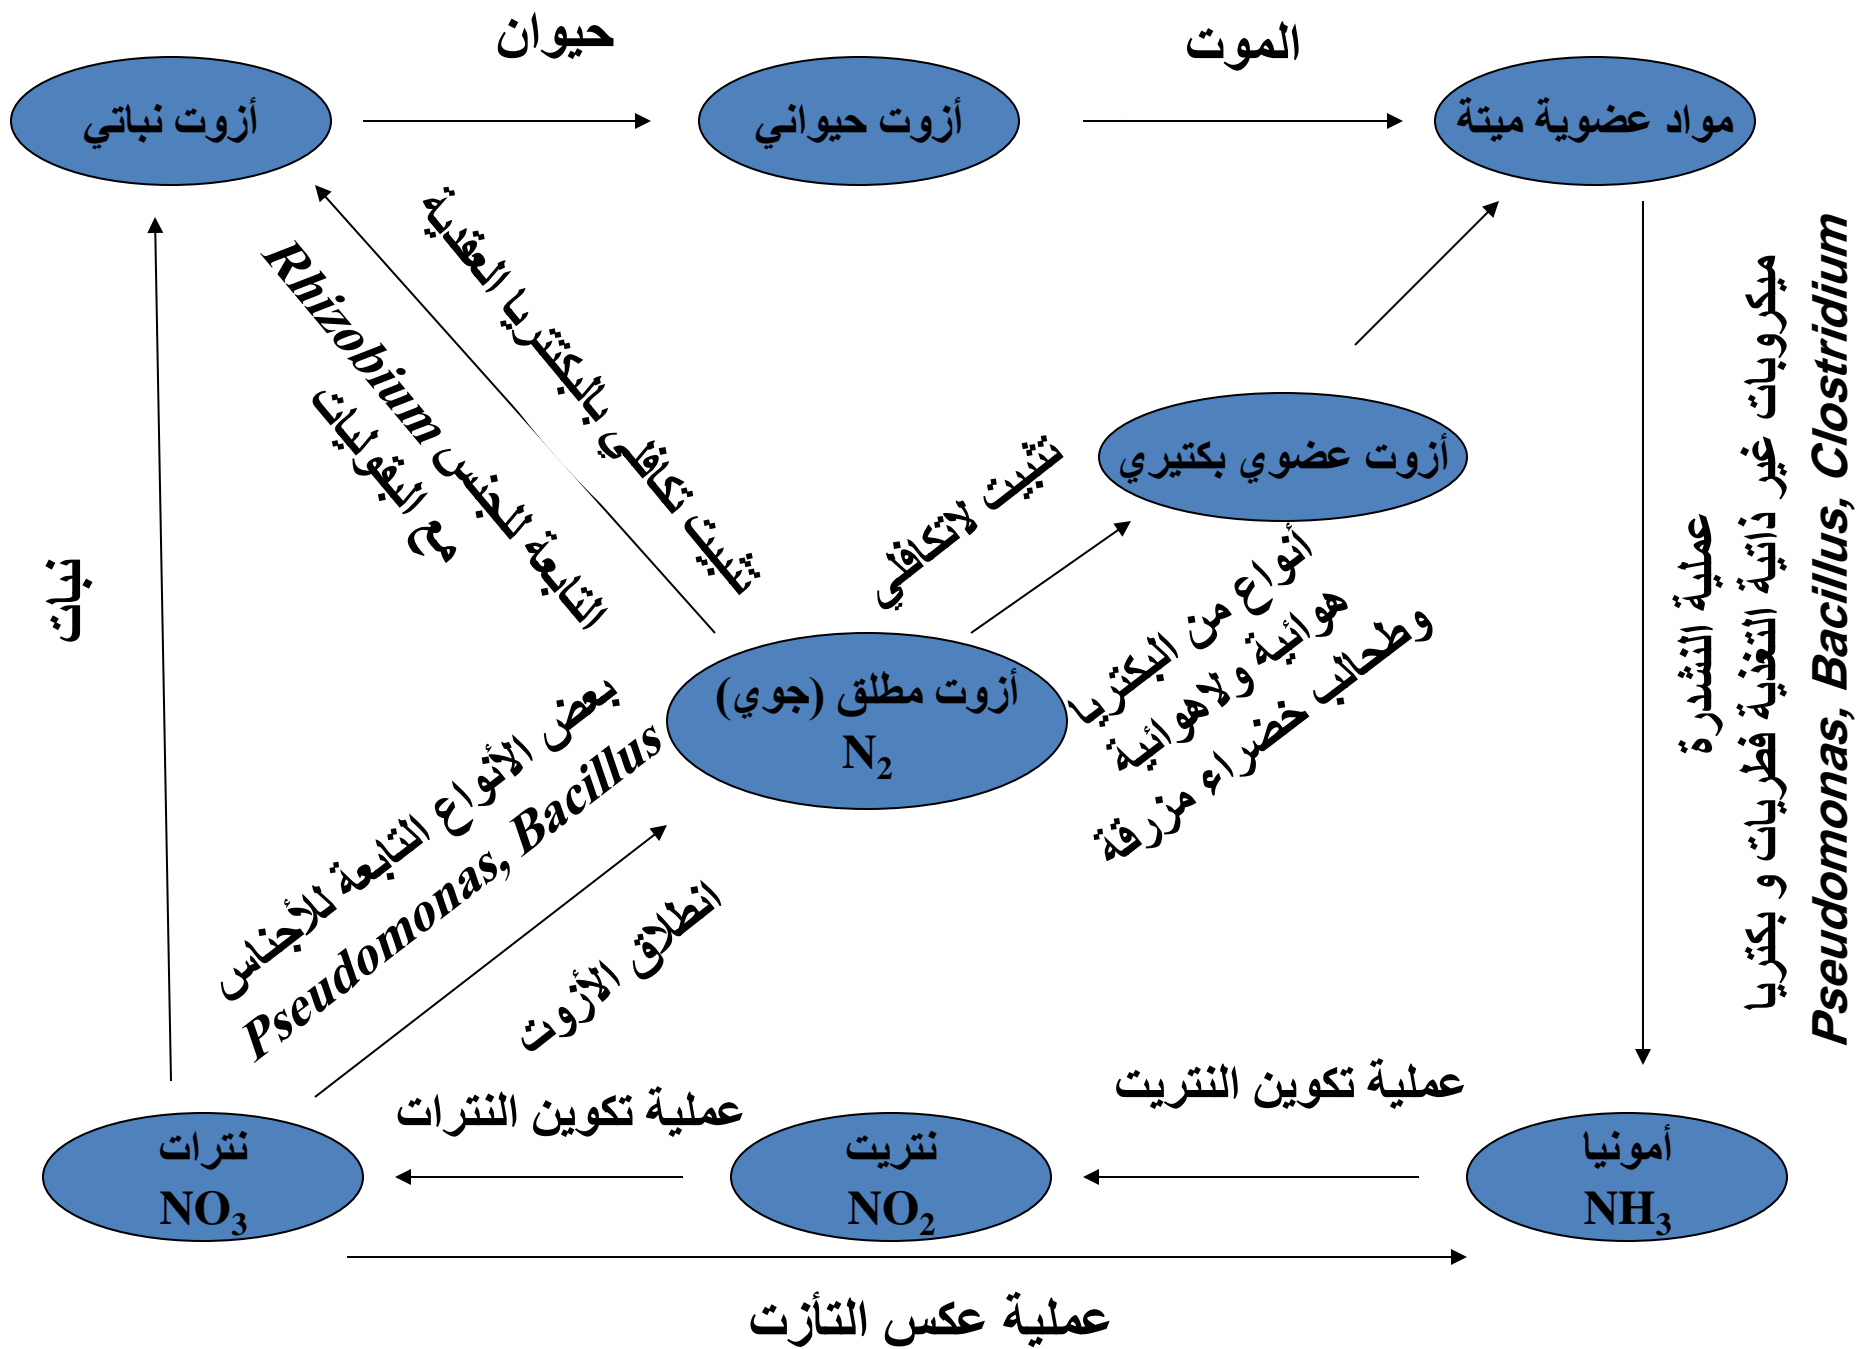 حيوان
الموت
أزوت نباتي
أزوت حيواني
مواد عضوية ميتة
تثبيت تكافلي بالبكتريا العقدية
التابعة للجنس Rhizobium
مع البقوليات
تثبيت لاتكافلي
أزوت عضوي بكتيري
أنواع من البكتريا
هوائية ولاهوائية
وطحالب خضراء مزرقة
نبات
أزوت مطلق (جوي)
N₂
عملية النشدرة
ميكروبات غير ذاتية التغذية فطريات و بكتريا
Pseudomonas, Bacillus, Clostridium
بعض الأنواع التابعة للأجناس
Pseudomonas, Bacillus
انطلاق الأزوت
عملية تكوين النترات
عملية تكوين النتريت
نترات
NO₃
نتريت
NO₂
أمونيا
NH₃
عملية عكس التأزت